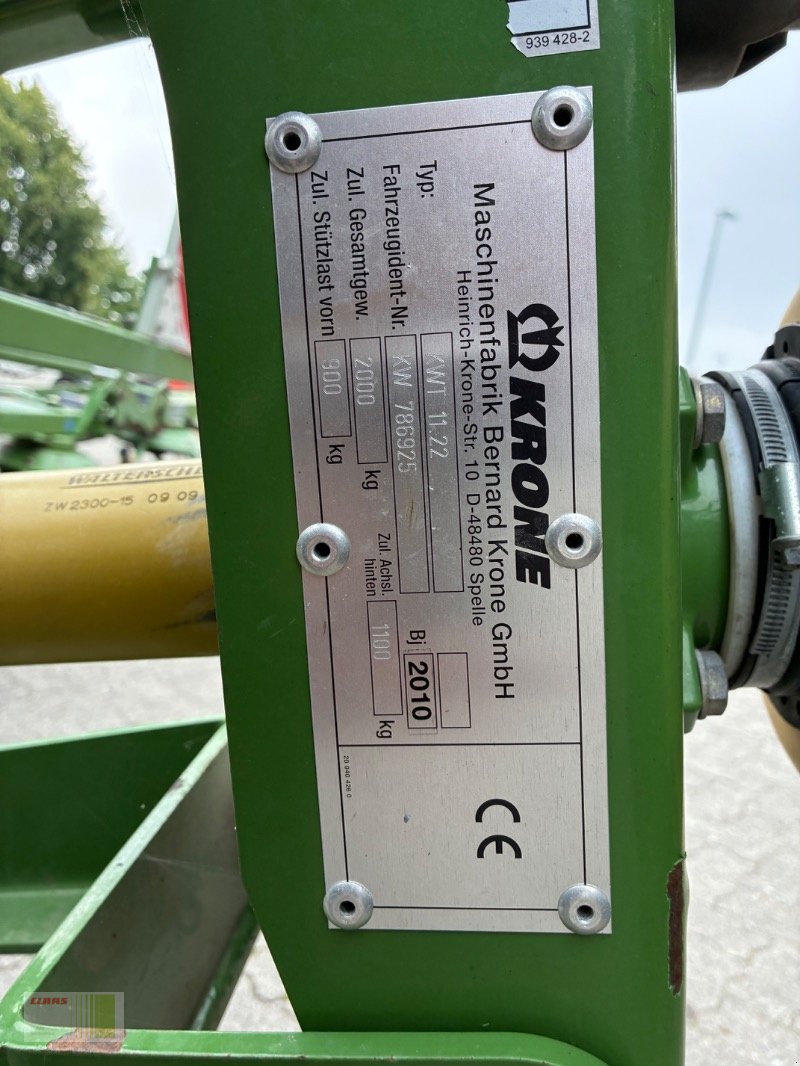 939 428-2
KRONE
Maschinenfabrik Bernard Krone GmbH
Heinrich-Krone-Str. 10 D-48480 Spelle
Typ: KWT 11.22
Fahrzeugident-Nr. KW 786925 Bj 2010
Zul. Gesamtgew. 2000 kg
Zul. Achsl. hinten 1100 kg
Zul. Stützlast vorn 900 kg
CE
ZW2300-15 09 09
CLAAS